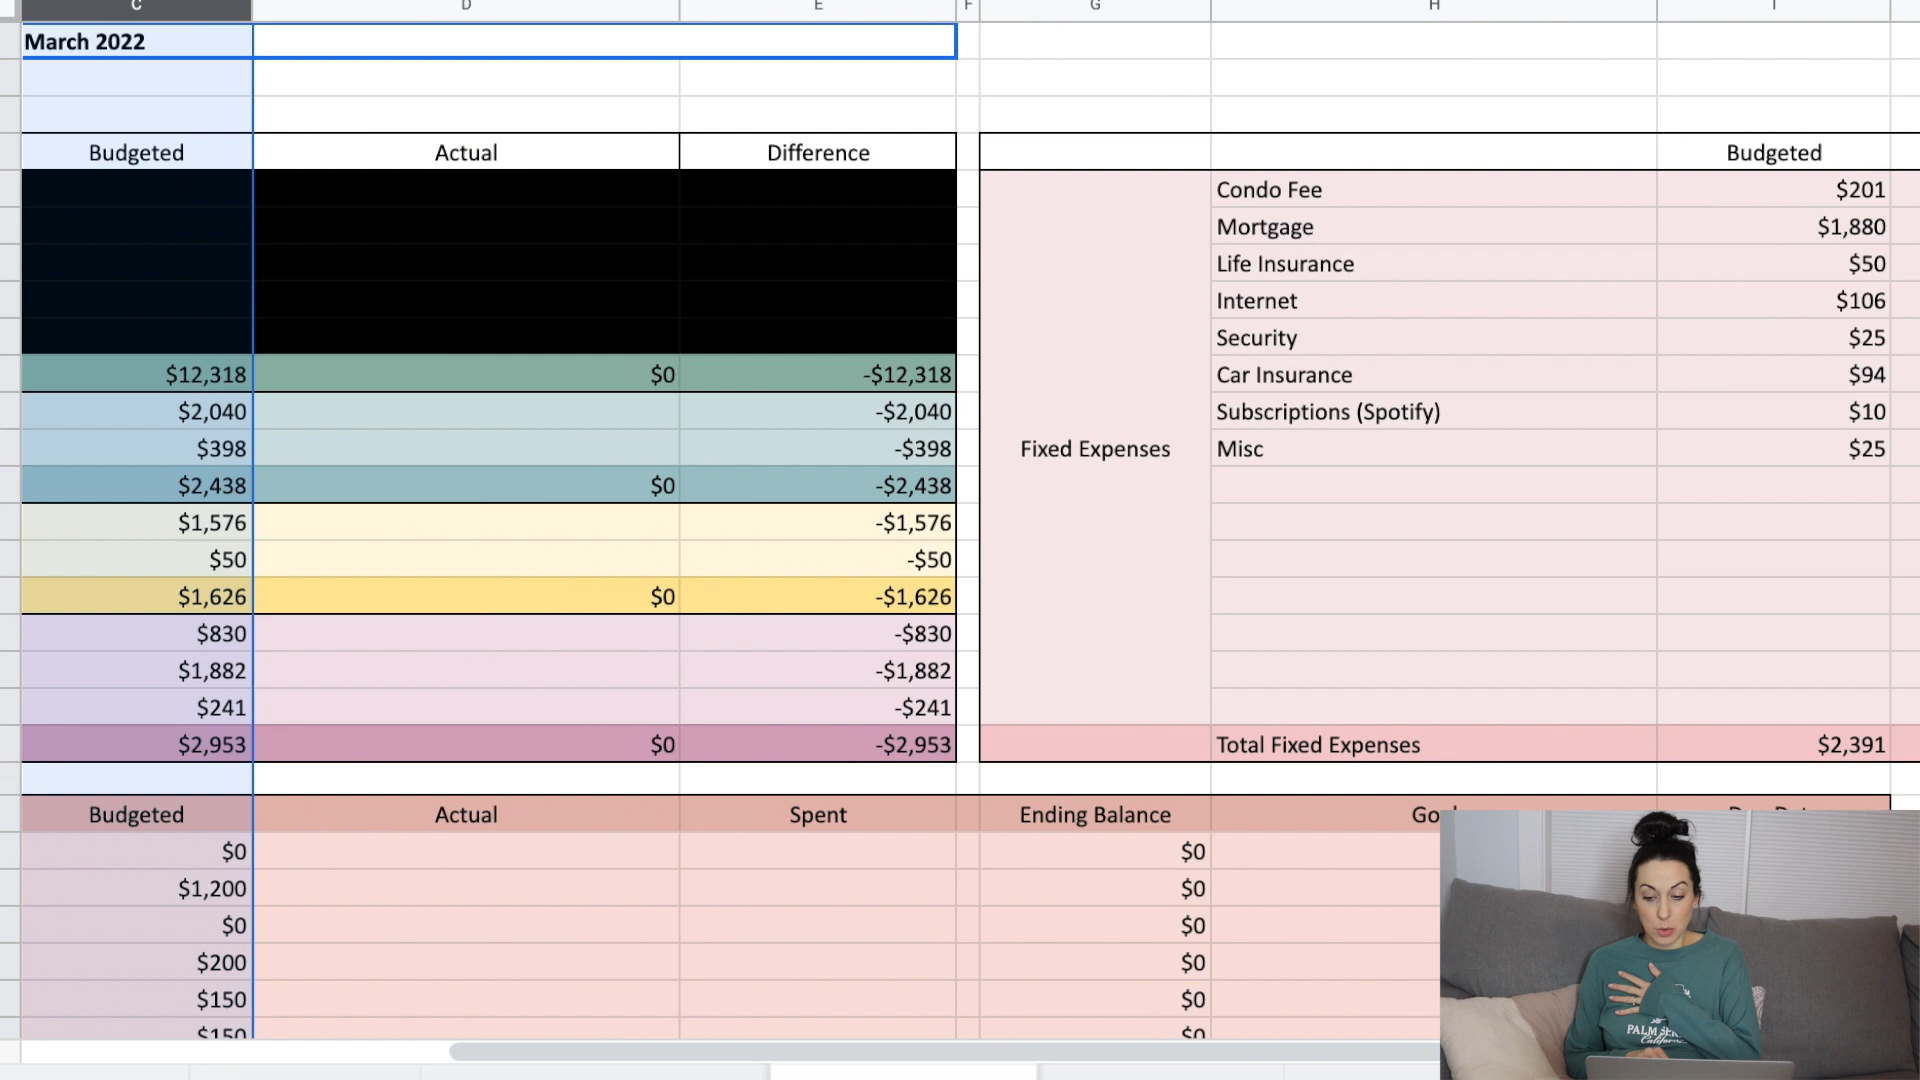 C D E F G H I
March 2022
Budgeted Actual Difference Budgeted
Condo Fee $201
Mortgage $1,880
Life Insurance $50
Internet $106
Security $25
$12,318 $0 -$12,318 Car Insurance $94
$2,040 -$2,040 Subscriptions (Spotify) $10
$398 -$398 Fixed Expenses Misc $25
$2,438 $0 -$2,438
$1,576 -$1,576
$50 -$50
$1,626 $0 -$1,626
$830 -$830
$1,882 -$1,882
$241 -$241
$2,953 $0 -$2,953 Total Fixed Expenses $2,391
Budgeted Actual Spent Ending Balance
$0 $0
$1,200 $0
$0 $0
$200 $0
$150 $0
$150 $0
PALM
California